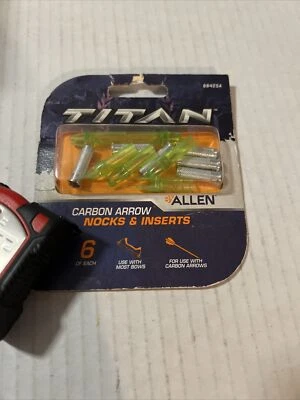 68425A
TITAN
ALLEN
CARBON ARROW
NOCKS & INSERTS
6
OF EACH
USE WITH
MOST BOWS
FOR USE WITH
CARBON ARROWS